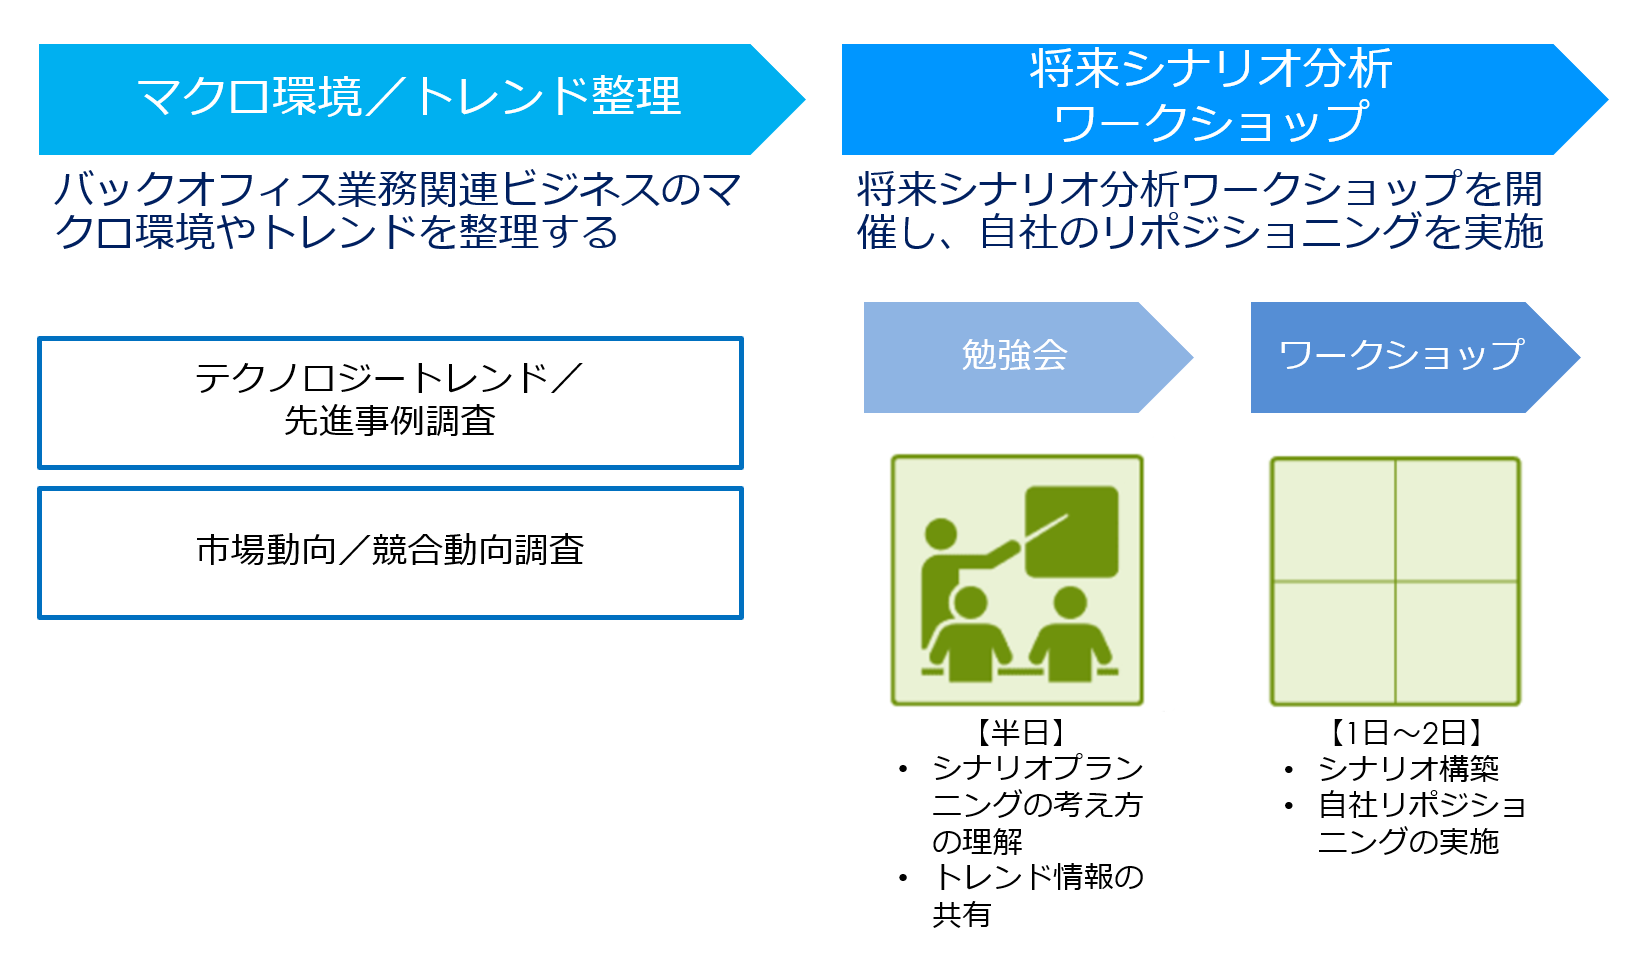 マクロ環境／トレンド整理
バックオフィス業務関連ビジネスのマ
クロ環境やトレンドを整理する
テクノロジートレンド／
先進事例調査
市場動向／競合動向調査
将来シナリオ分析
ワークショップ
将来シナリオ分析ワークショップを開
催し、自社のリポジショニングを実施
勉強会
【半日】
• シナリオプラン
ニングの考え方
の理解
• トレンド情報の
共有
ワークショップ
【1日～2日】
• シナリオ構築
• 自社リポジショ
ニングの実施